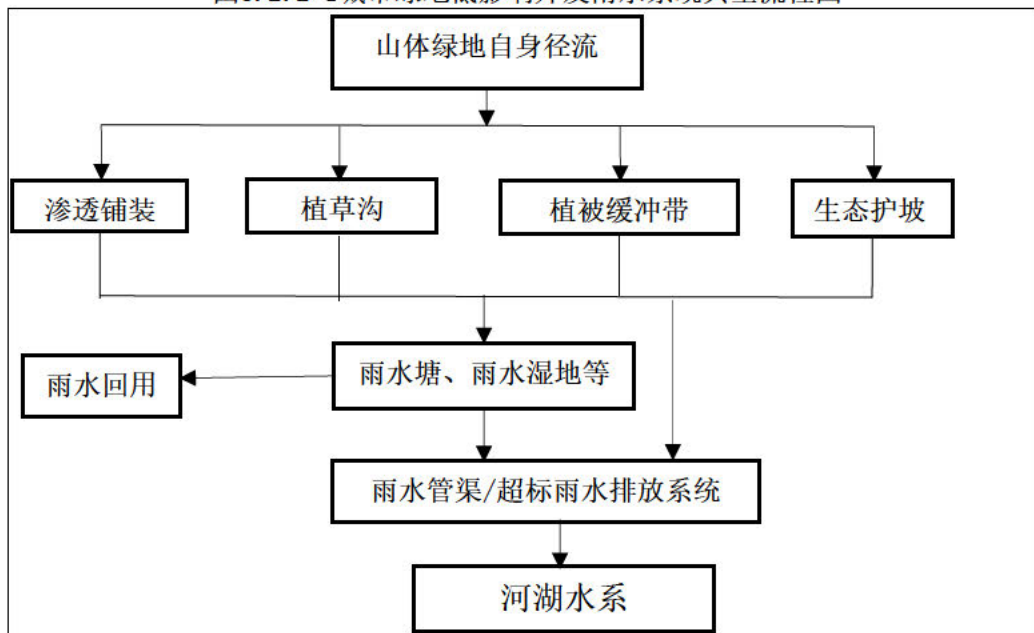 山体绿地自身径流
渗透铺装
植草沟
植被缓冲带
生态护坡
雨水回用
雨水塘、雨水湿地等
雨水管渠/超标雨水排放系统
河湖水系